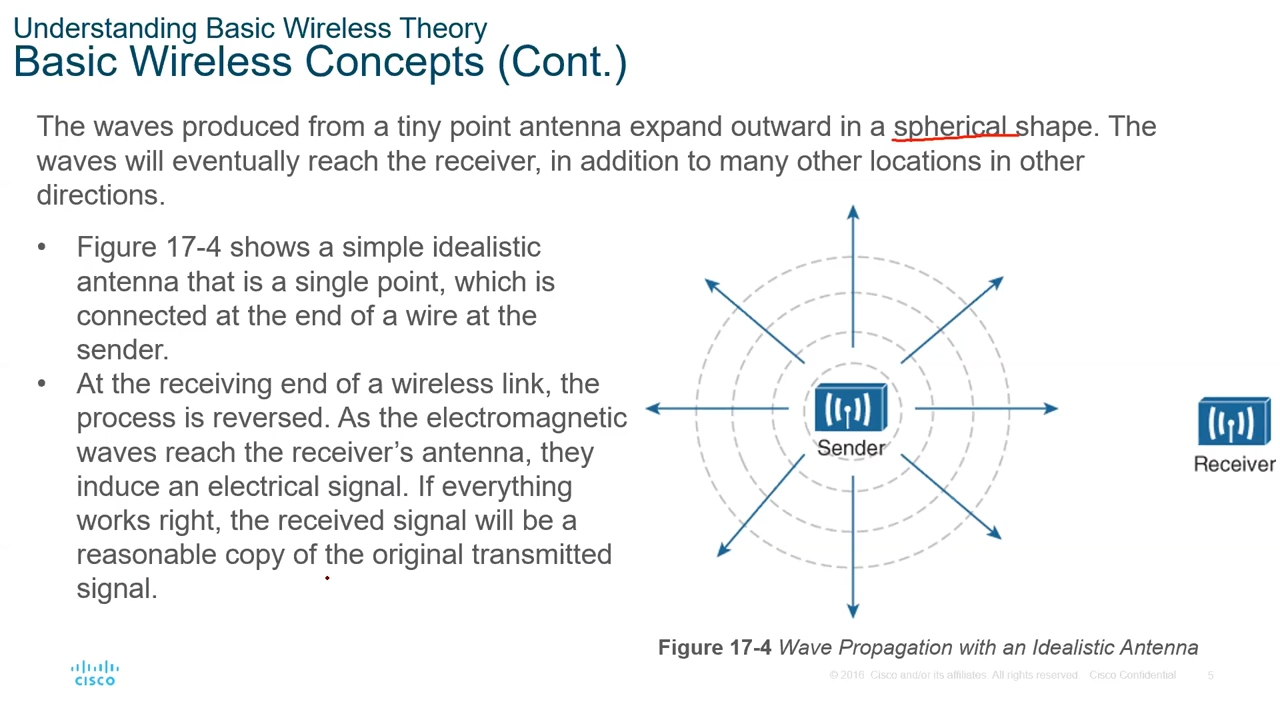 Understanding Basic Wireless Theory
Basic Wireless Concepts (Cont.)
The waves produced from a tiny point antenna expand outward in a spherical shape. The
waves will eventually reach the receiver, in addition to many other locations in other
directions.
• Figure 17-4 shows a simple idealistic
antenna that is a single point, which is
connected at the end of a wire at the
sender.
• At the receiving end of a wireless link, the
process is reversed. As the electromagnetic
waves reach the receiver’s antenna, they
induce an electrical signal. If everything
works right, the received signal will be a
reasonable copy of the original transmitted
signal.
Sender
Receiver
Figure 17-4 Wave Propagation with an Idealistic Antenna
CISCO
© 2016 Cisco and/or its affiliates. All rights reserved. Cisco Confidential 5